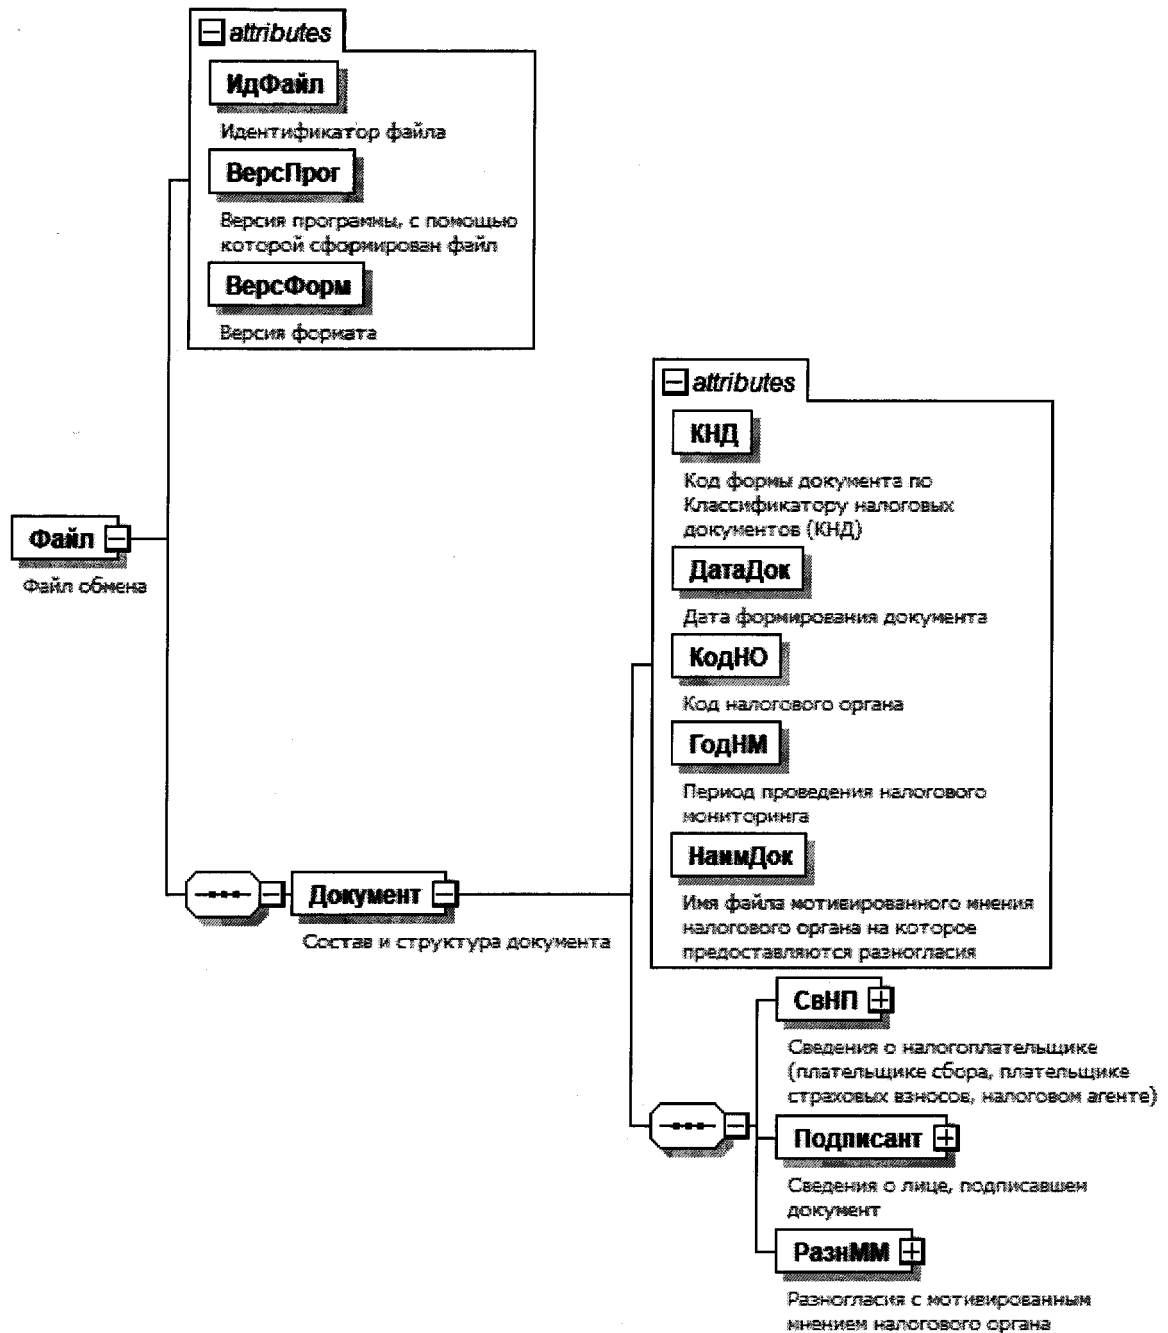 attributes
ИдФайл
Идентификатор файла
ВерсПрог
Версия программы, с помощью
которой сформирован файл
ВерсФорм
Версия формата
Файл
Файл обмена
attributes
КНД
Код формы документа по
Классификатору налоговых
документов (КНД)
ДатаДок
Дата формирования документа
КодНО
Код налогового органа
ГодНМ
Период проведения налогового
мониторинга
НаимДок
Имя файла мотивированного мнения
налогового органа на которое
предоставляются разногласия
Документ
Состав и структура документа
СвНП
Сведения о налогоплательщике
(плательщике сбора, плательщике
страховых взносов, налоговом агенте)
Подписант
Сведения о лице, подписавшем
документ
РазнММ
Разногласия с мотивированным
мнением налогового органа